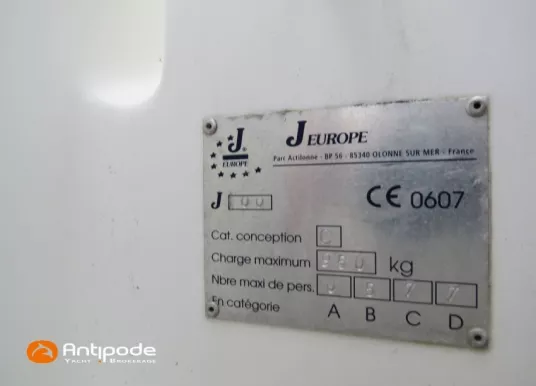 J
EUROPE
J EUROPE
Parc Actilonne - BP 56 - 85340 OLONNE SUR MER - France
J
CE 0607
Cat. conception
Charge maximum 980 kg
Nbre maxi de pers.
En catégorie A B C D
Antipode
YACHT BROKERAGE